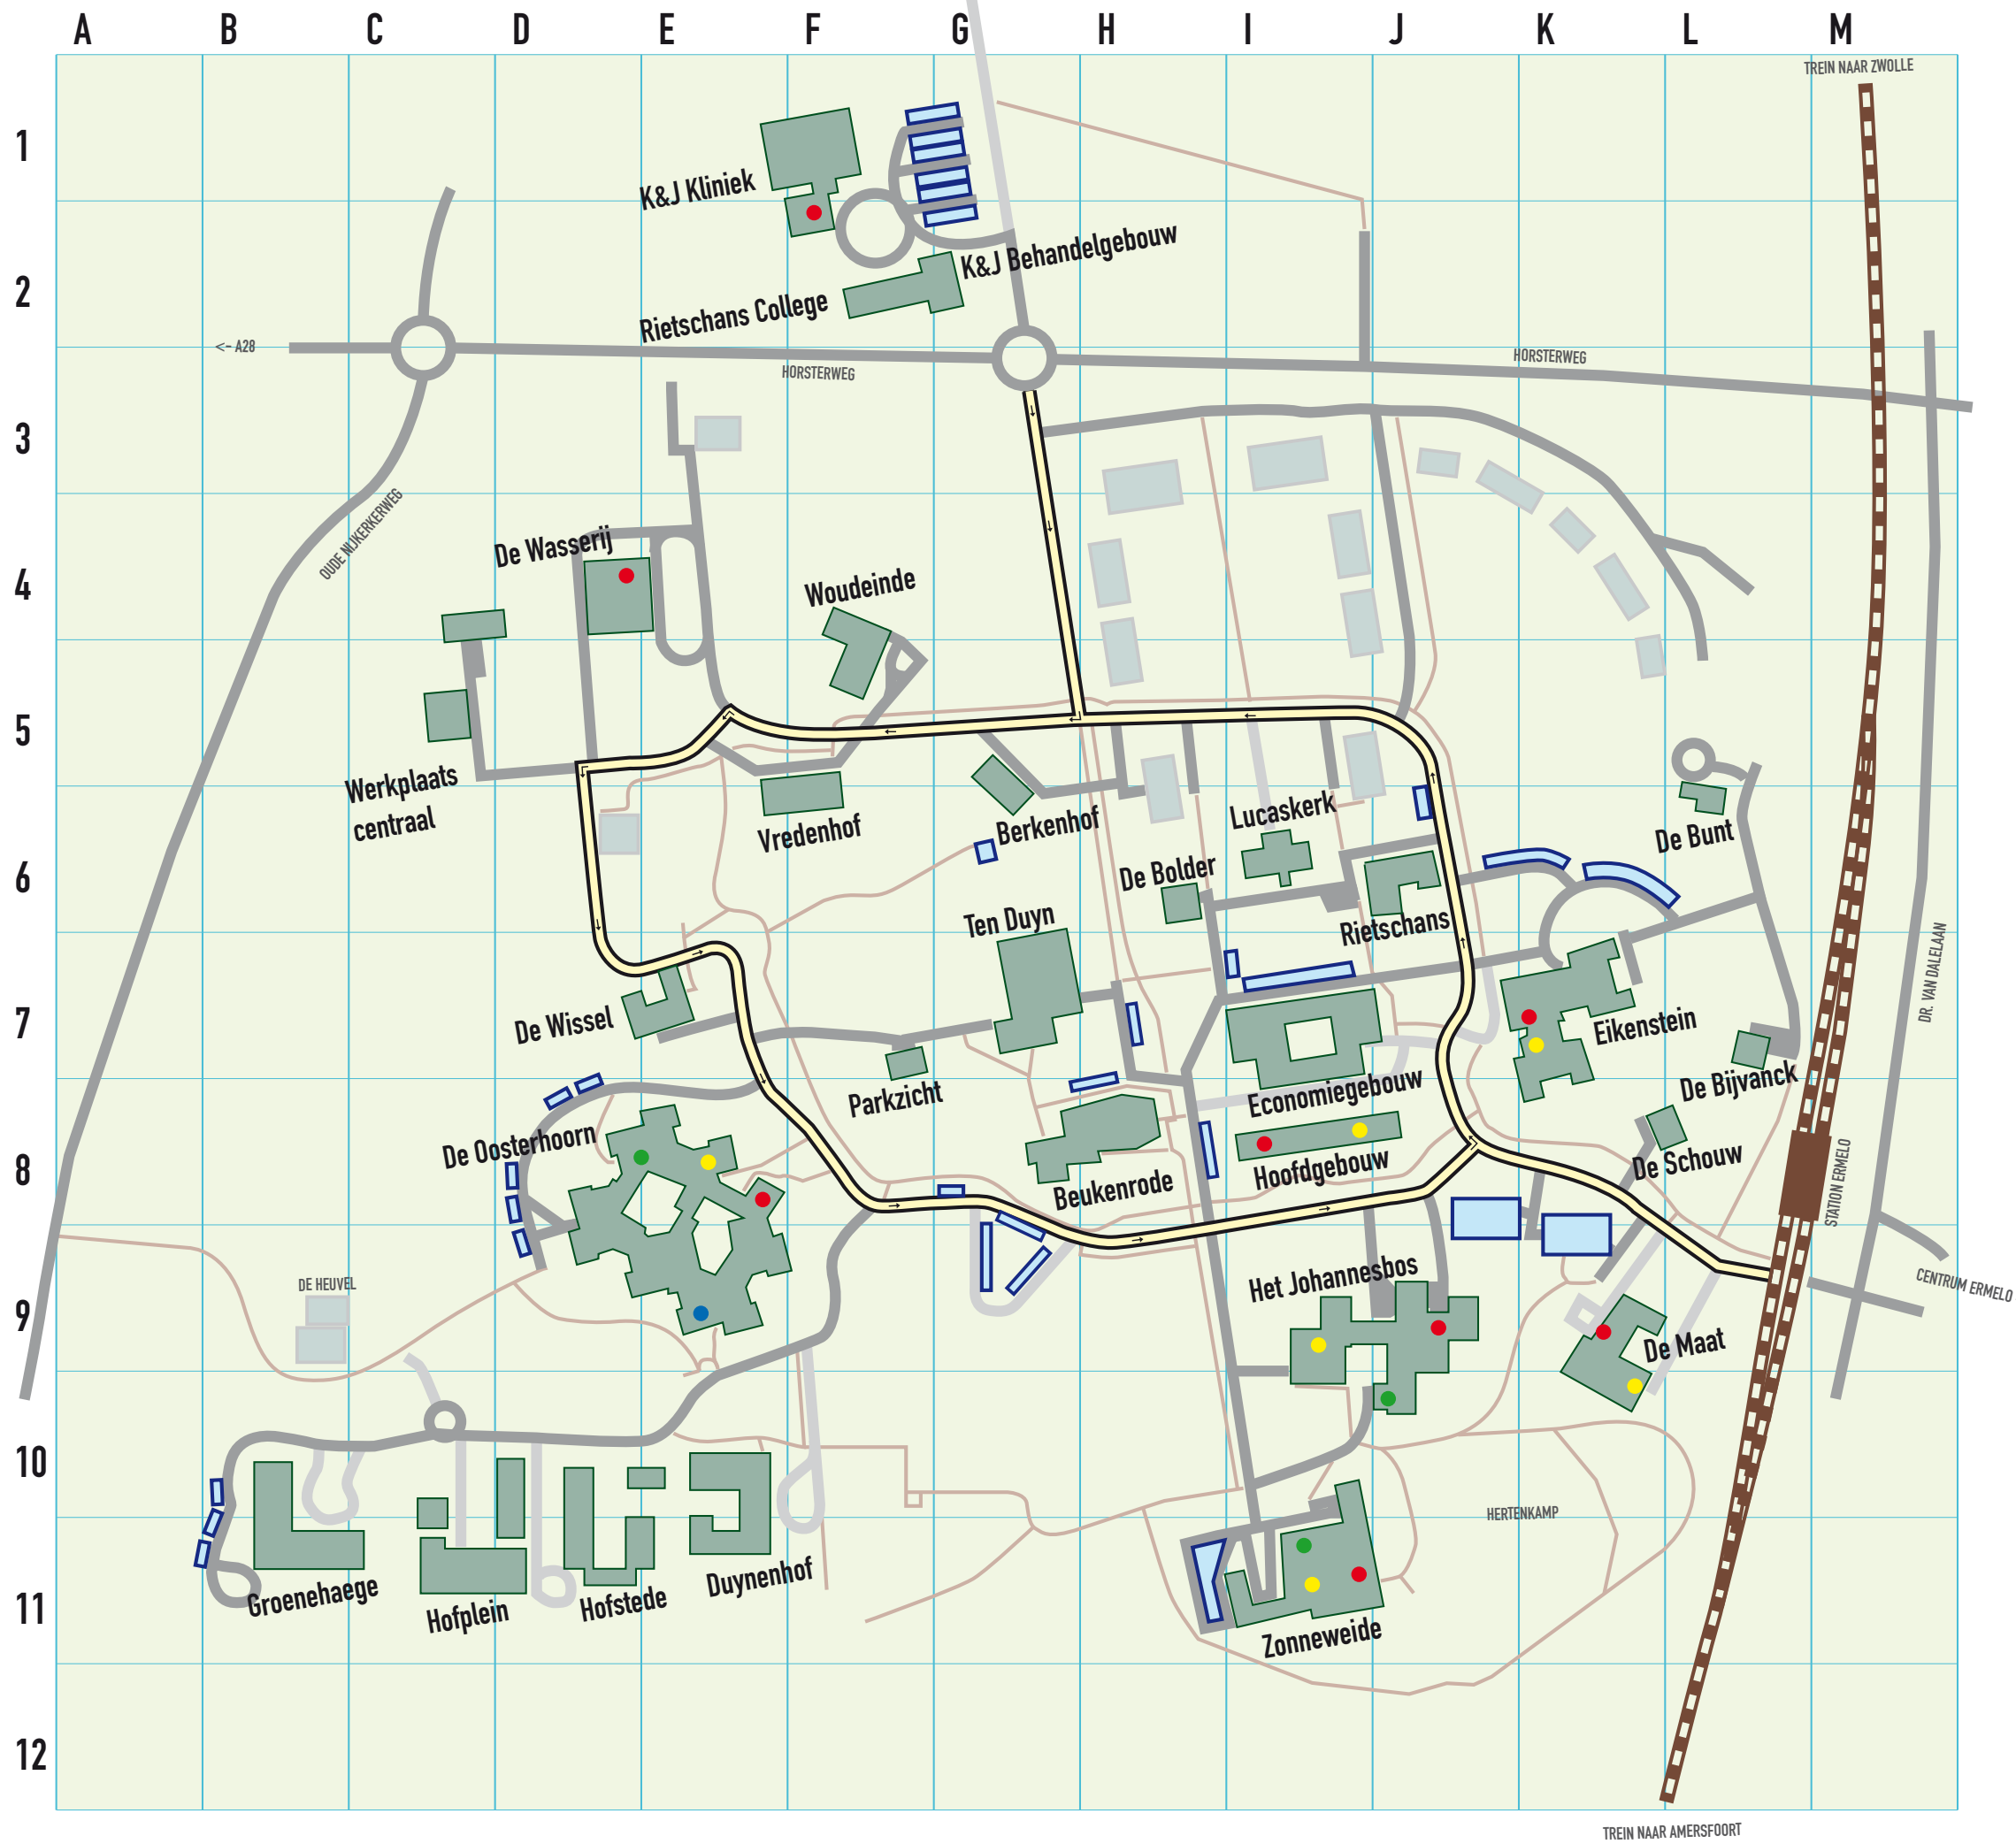 A B C D E F G H I J K L M
TREIN NAAR ZWOLLE
1
K&J Kliniek
K&J Behandelgebouw
2
Rietschans College
<- A28
HORSTERWEG
HORSTERWEG
3
OUDE NIJKERKERWEG
De Wasserij
4
Woudeinde
5
Werkplaats
centraal
Vredenhof
Berkenhof
Lucaskerk
De Bunt
6
De Bolder
Ten Duyn
Rietschans
DR. VAN DALELAAN
7
De Wissel
Eikenstein
Parkzicht
Economiegebouw
De Bijvanck
8
De Oosterhoorn
Beukenrode
Hoofdgebouw
De Schouw
STATION ERMELO
DE HEUVEL
Het Johannesbos
CENTRUM ERMELO
9
De Maat
10
HERTENKAMP
11
Groenehaege
Hofplein
Hofstede
Duynenhof
Zonneweide
12
TREIN NAAR AMERSFOORT